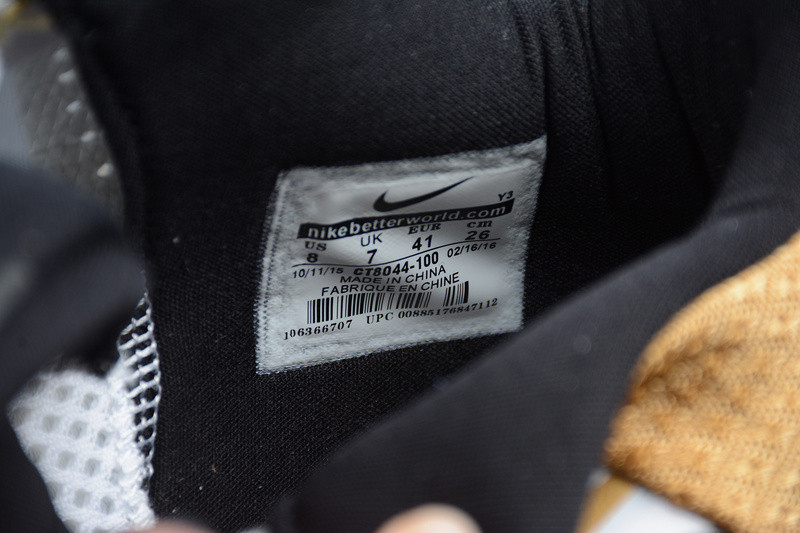 Y3
nikebetterworld.com
US UK EUR cm
8 7 41 26
10/11/15 CT8044-100 02/16/16
MADE IN CHINA
FABRIQUE EN CHINE
106366707 UPC 00885176847112